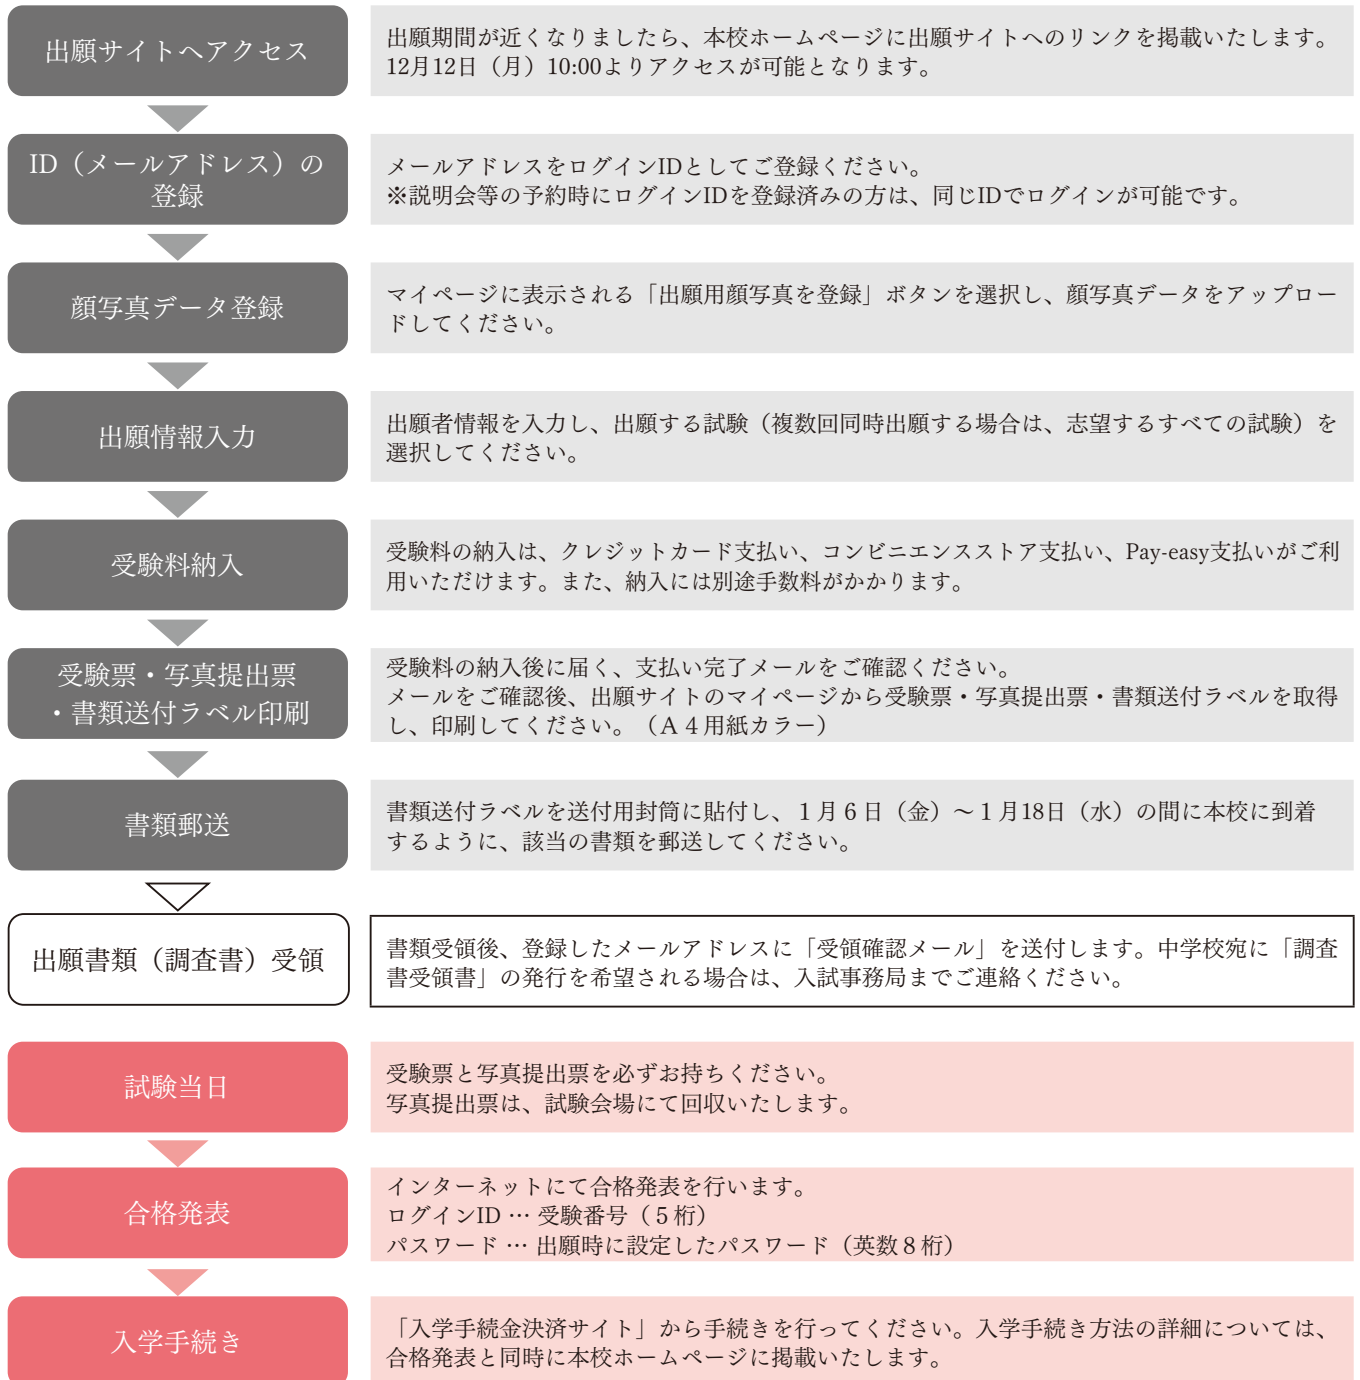 出願サイトへアクセス
出願期間が近くなりましたら、本校ホームページに出願サイトへのリンクを掲載いたします。
12月12日（月）10:00よりアクセスが可能となります。
ID（メールアドレス）の
登録
メールアドレスをログインIDとしてご登録ください。
※説明会等の予約時にログインIDを登録済みの方は、同じIDでログインが可能です。
顔写真データ登録
マイページに表示される「出願用顔写真を登録」ボタンを選択し、顔写真データをアップロー
ドしてください。
出願情報入力
出願者情報を入力し、出願する試験（複数回同時出願する場合は、志望するすべての試験）を
選択してください。
受験料納入
受験料の納入は、クレジットカード支払い、コンビニエンスストア支払い、Pay-easy支払いがご利
用いただけます。また、納入には別途手数料がかかります。
受験票・写真提出票
・書類送付ラベル印刷
受験料の納入後に届く、支払い完了メールをご確認ください。
メールをご確認後、出願サイトのマイページから受験票・写真提出票・書類送付ラベルを取得
し、印刷してください。（A４用紙カラー）
書類郵送
書類送付ラベルを送付用封筒に貼付し、１月６日（金）～１月18日（水）の間に本校に到着
するように、該当の書類を郵送してください。
出願書類（調査書）受領
書類受領後、登録したメールアドレスに「受領確認メール」を送付します。中学校宛に「調査
書受領書」の発行を希望される場合は、入試事務局までご連絡ください。
試験当日
受験票と写真提出票を必ずお持ちください。
写真提出票は、試験会場にて回収いたします。
合格発表
インターネットにて合格発表を行います。
ログインID … 受験番号（５桁）
パスワード … 出願時に設定したパスワード（英数８桁）
入学手続き
「入学手続金決済サイト」から手続きを行ってください。入学手続き方法の詳細については、
合格発表と同時に本校ホームページに掲載いたします。